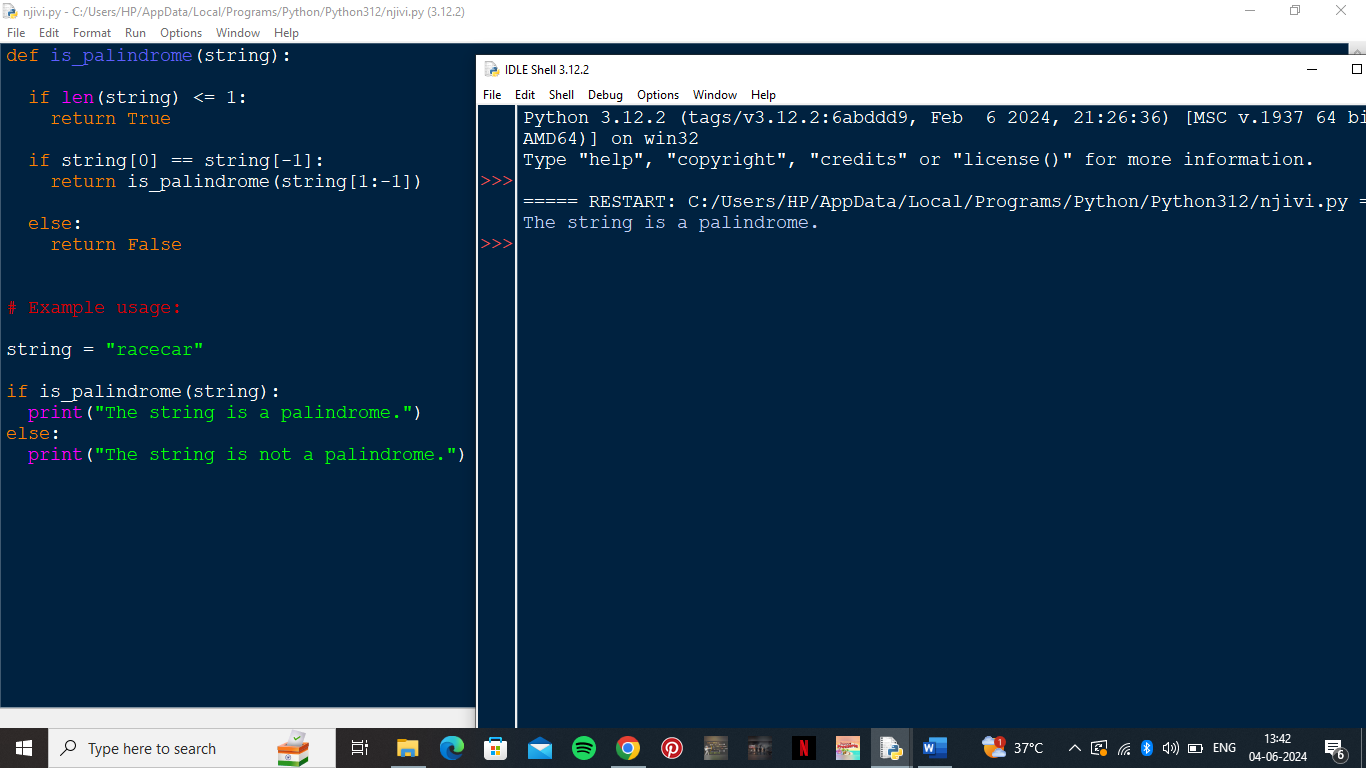 njivi.py - C:/Users/HP/AppData/Local/Programs/Python/Python312/njivi.py (3.12.2)
File Edit Format Run Options Window Help
def is_palindrome(string):
if len(string) <= 1:
return True
if string[0] == string[-1]:
return is_palindrome(string[1:-1])
else:
return False
# Example usage:
string = "racecar"
if is_palindrome(string):
print("The string is a palindrome.")
else:
print("The string is not a palindrome.")
IDLE Shell 3.12.2
File Edit Shell Debug Options Window Help
Python 3.12.2 (tags/v3.12.2:6abddd9, Feb  6 2024, 21:26:36) [MSC v.1937 64 bi
AMD64)] on win32
Type "help", "copyright", "credits" or "license()" for more information.
>>>
===== RESTART: C:/Users/HP/AppData/Local/Programs/Python/Python312/njivi.py =
The string is a palindrome.
>>>
Type here to search
1
37°C
ENG
13:42
04-06-2024
6